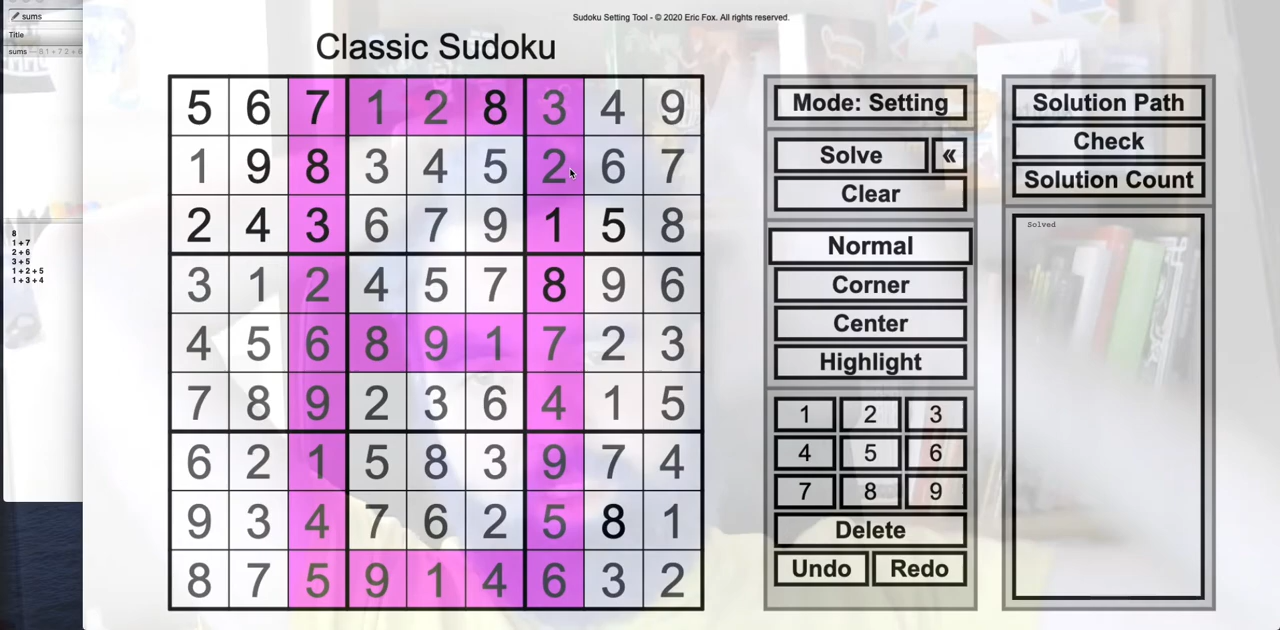 Sudoku Setting Tool - © 2020 Eric Fox. All rights reserved.
sums
Title
sums — 8 1 + 7 2 + 6
Classic Sudoku
5 6 7 1 2 8 3 4 9
1 9 8 3 4 5 2 6 7
2 4 3 6 7 9 1 5 8
3 1 2 4 5 7 8 9 6
4 5 6 8 9 1 7 2 3
7 8 9 2 3 6 4 1 5
6 2 1 5 8 3 9 7 4
9 3 4 7 6 2 5 8 1
8 7 5 9 1 4 6 3 2
8
1 + 7
2 + 6
3 + 5
1 + 2 + 5
1 + 3 + 4
Mode: Setting
Solve «
Clear
Normal
Corner
Center
Highlight
1 2 3
4 5 6
7 8 9
Delete
Undo Redo
Solution Path
Check
Solution Count
Solved